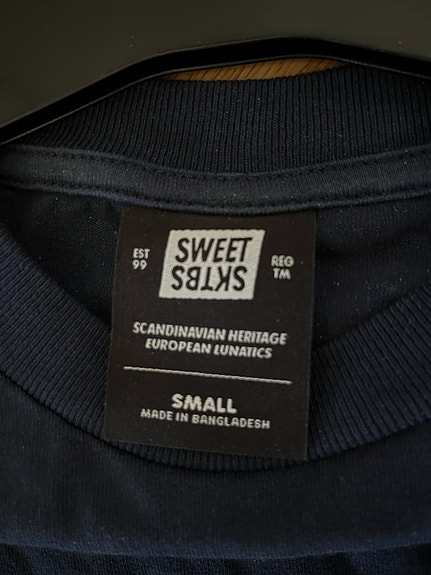 EST
99
SWEET
SKTBS
REG
TM
SCANDINAVIAN HERITAGE
EUROPEAN LUNATICS
SMALL
MADE IN BANGLADESH